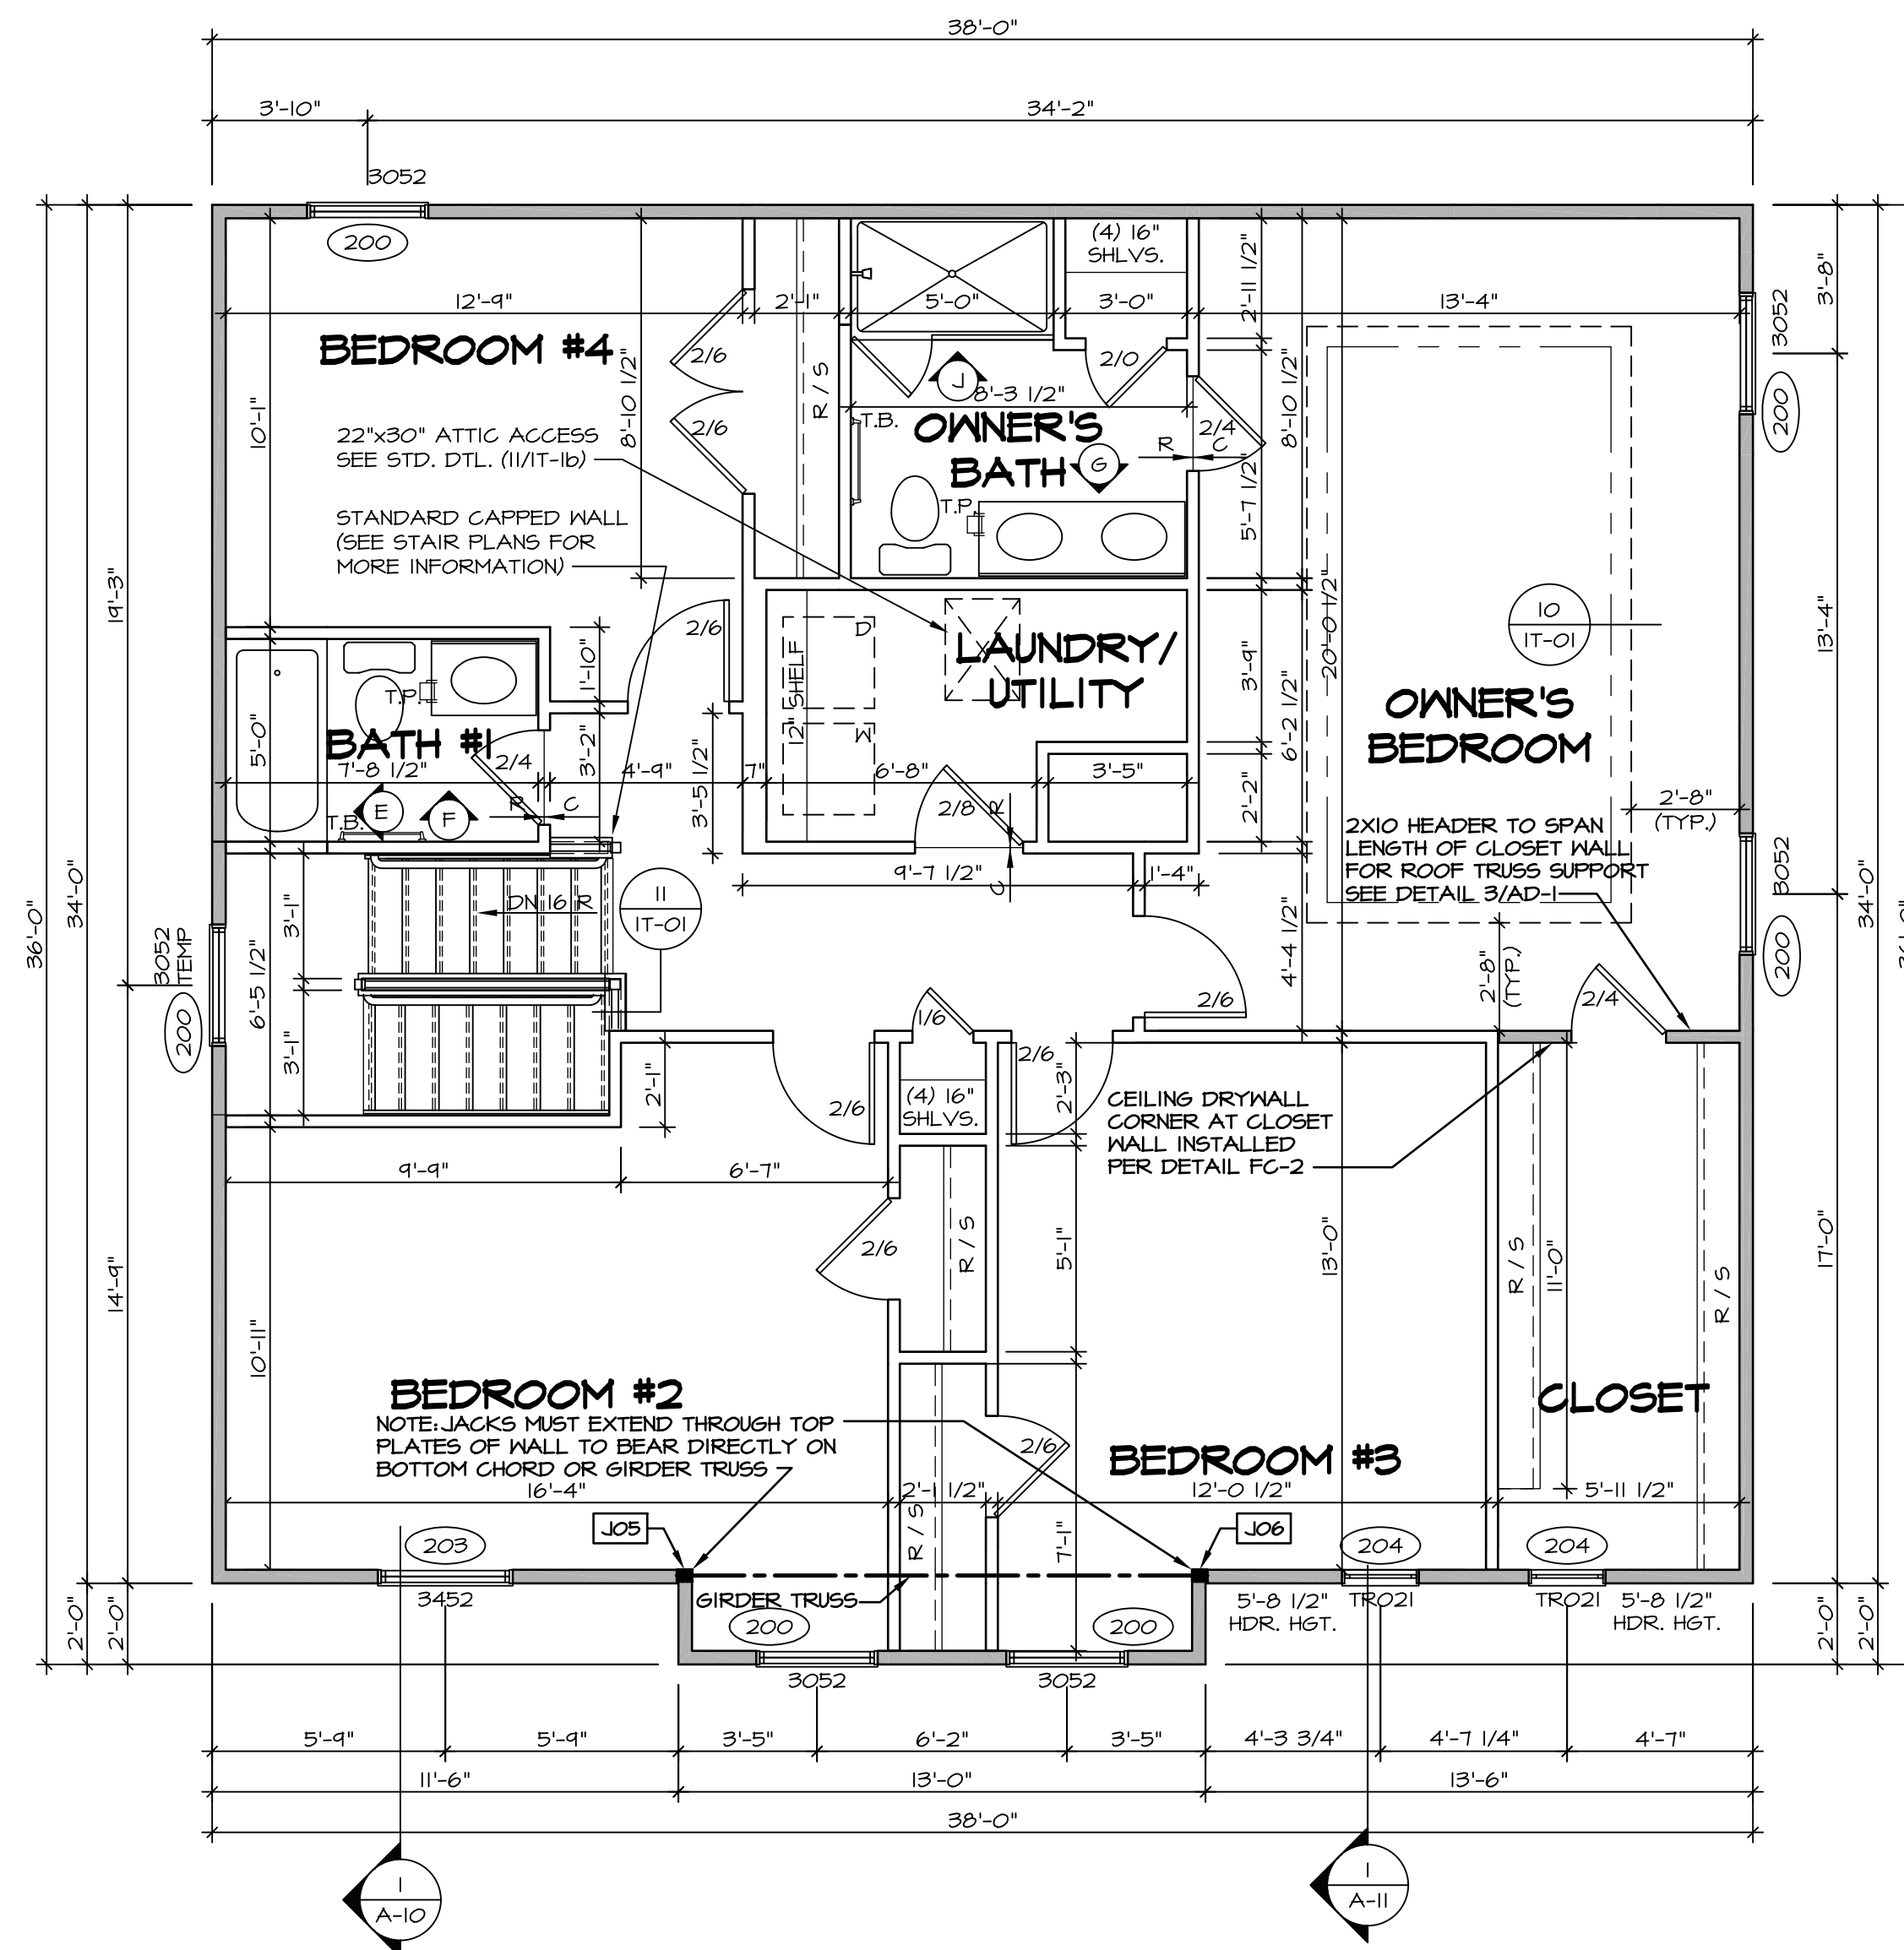 38'-0"
3'-10"
34'-2"
3052
200
(4) 16"
SHLVS.
2'-11 1/2"
3'-8"
12'-9"
2'-1"
5'-0"
3'-0"
13'-4"
3052
BEDROOM #4
2/6
2/0
J
8'-3 1/2"
R / S
8'-10 1/2"
8'-10 1/2"
10'-1"
200
22"x30" ATTIC ACCESS
SEE STD. DTL. (11/1T-1b)
2/6
T.B.
OWNER'S
BATH
G
2/4
R
C
5'-7 1/2"
STANDARD CAPPED WALL
(SEE STAIR PLANS FOR
MORE INFORMATION)
T.P.
19'-3"
2/6
D
12" SHELF
W
LAUNDRY/
UTILITY
3'-9"
6'-2 1/2"
20'-0 1/2"
10
1T-01
13'-4"
1'-10"
T.P.
BATH #1
5'-0"
7'-8 1/2"
2/4
3'-2"
4'-9"
3'-5 1/2"
7"
6'-8"
3'-5"
2'-2"
OWNER'S
BEDROOM
2'-8"
(TYP.)
E
F
T.B.
R
C
2/8
R
C
9'-7 1/2"
1'-4"
2X10 HEADER TO SPAN
LENGTH OF CLOSET WALL
FOR ROOF TRUSS SUPPORT
SEE DETAIL 3/AD-1
3052
200
36'-0"
34'-0"
34'-0"
3052
TEMP
200
3'-1"
6'-5 1/2"
3'-1"
DN 16 R
11
1T-01
4'-4 1/2"
2'-8"
(TYP.)
2/4
1/6
2/6
2/6
2'-1"
2/6
(4) 16"
SHLVS.
2'-3"
CEILING DRYWALL
CORNER AT CLOSET
WALL INSTALLED
PER DETAIL FC-2
9'-9"
6'-7"
2/6
R / S
5'-1"
13'-0"
R / S
11'-0"
R / S
17'-0"
14'-9"
10'-11"
BEDROOM #2
NOTE: JACKS MUST EXTEND THROUGH TOP
PLATES OF WALL TO BEAR DIRECTLY ON
BOTTOM CHORD OR GIRDER TRUSS
CLOSET
2/6
BEDROOM #3
16'-4"
2'-1 1/2"
12'-0 1/2"
5'-11 1/2"
203
J05
R / S
7'-1"
J06
204
204
3452
GIRDER TRUSS
200
200
5'-8 1/2"
HDR. HGT.
TR021
TR021
5'-8 1/2"
HDR. HGT.
2'-0"
2'-0"
2'-0"
2'-0"
3052
3052
5'-9"
5'-9"
3'-5"
6'-2"
3'-5"
4'-3 3/4"
4'-7 1/4"
4'-7"
11'-6"
13'-0"
13'-6"
38'-0"
1
A-10
1
A-11